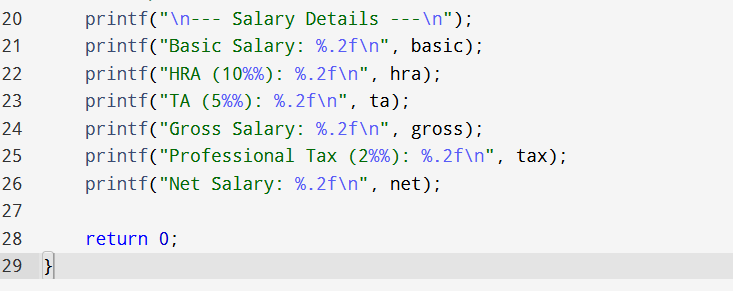 20 printf("\n--- Salary Details ---\n");
21 printf("Basic Salary: %.2f\n", basic);
22 printf("HRA (10%%): %.2f\n", hra);
23 printf("TA (5%%): %.2f\n", ta);
24 printf("Gross Salary: %.2f\n", gross);
25 printf("Professional Tax (2%%): %.2f\n", tax);
26 printf("Net Salary: %.2f\n", net);
27
28 return 0;
29 }